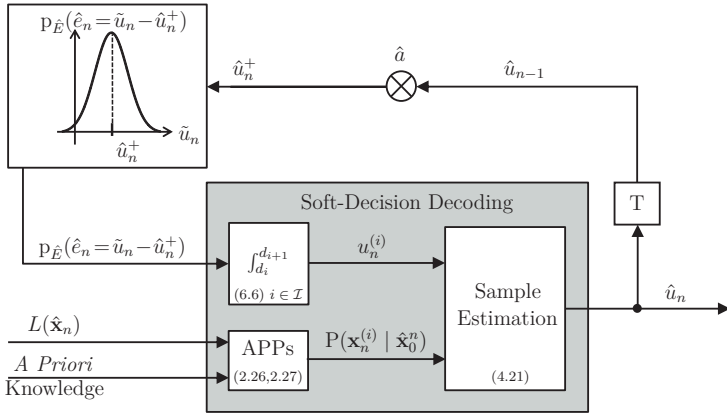 p_Ê(ê_n = ũ_n − û_n^+)
ũ_n
û_n^+
û_n^+
â
û_{n−1}
T
Soft-Decision Decoding
p_Ê(ê_n = ũ_n − û_n^+)
∫_{d_i}^{d_{i+1}}
(6.6) i ∈ ℐ
u_n^{(i)}
Sample
Estimation
(4.21)
û_n
L(x̂_n)
A Priori
Knowledge
APPs
(2.26,2.27)
P(x_n^{(i)} | x̂_0^n)